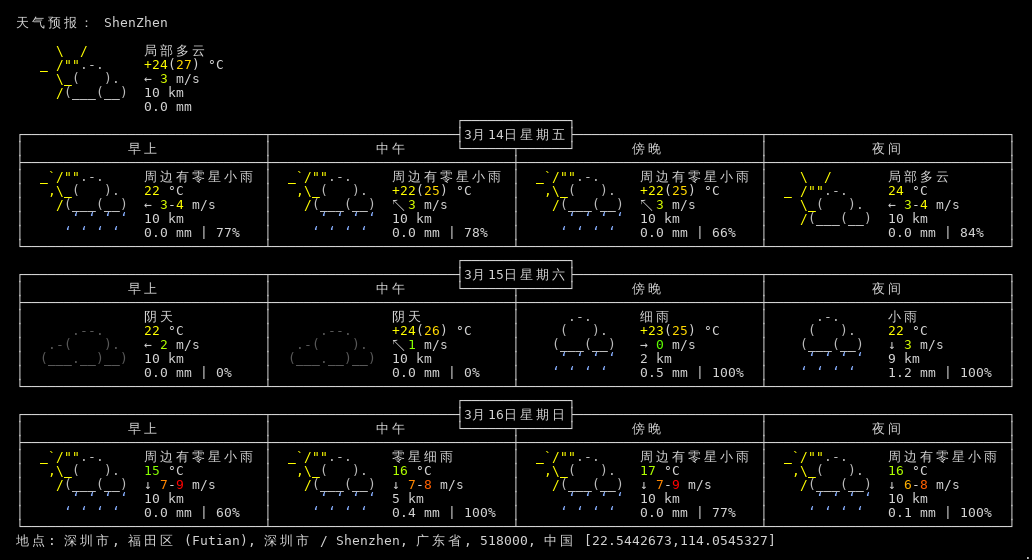 天气预报： ShenZhen
局部多云
+24(27) °C
← 3 m/s
10 km
0.0 mm
3月14日星期五
早上 中午 傍晚 夜间
周边有零星小雨 周边有零星小雨 周边有零星小雨 局部多云
22 °C +22(25) °C +22(25) °C 24 °C
← 3-4 m/s ↖ 3 m/s ↖ 3 m/s ← 3-4 m/s
10 km 10 km 10 km 10 km
0.0 mm | 77% 0.0 mm | 78% 0.0 mm | 66% 0.0 mm | 84%
3月15日星期六
早上 中午 傍晚 夜间
阴天 阴天 细雨 小雨
22 °C +24(26) °C +23(25) °C 22 °C
← 2 m/s ↖ 1 m/s → 0 m/s ↓ 3 m/s
10 km 10 km 2 km 9 km
0.0 mm | 0% 0.0 mm | 0% 0.5 mm | 100% 1.2 mm | 100%
3月16日星期日
早上 中午 傍晚 夜间
周边有零星小雨 零星细雨 周边有零星小雨 周边有零星小雨
15 °C 16 °C 17 °C 16 °C
↓ 7-9 m/s ↓ 7-8 m/s ↓ 7-9 m/s ↓ 6-8 m/s
10 km 5 km 10 km 10 km
0.0 mm | 60% 0.4 mm | 100% 0.0 mm | 77% 0.1 mm | 100%
地点: 深圳市, 福田区 (Futian), 深圳市 / Shenzhen, 广东省, 518000, 中国 [22.5442673,114.0545327]